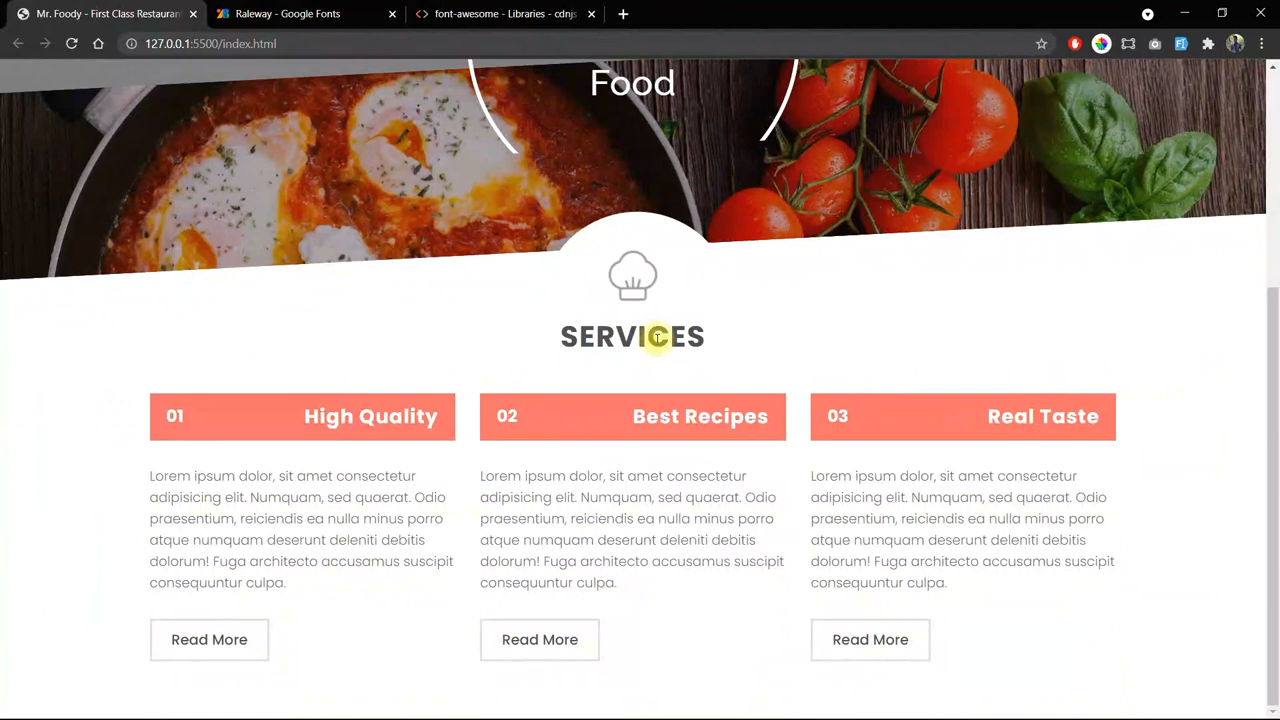 Mr. Foody - First Class Restauran
Raleway - Google Fonts
font-awesome - Libraries - cdnjs
127.0.0.1:5500/index.html
Food
SERVICES
01 High Quality
Lorem ipsum dolor, sit amet consectetur
adipisicing elit. Numquam, sed quaerat. Odio
praesentium, reiciendis ea nulla minus porro
atque numquam deserunt deleniti debitis
dolorum! Fuga architecto accusamus suscipit
consequuntur culpa.
Read More
02 Best Recipes
Lorem ipsum dolor, sit amet consectetur
adipisicing elit. Numquam, sed quaerat. Odio
praesentium, reiciendis ea nulla minus porro
atque numquam deserunt deleniti debitis
dolorum! Fuga architecto accusamus suscipit
consequuntur culpa.
Read More
03 Real Taste
Lorem ipsum dolor, sit amet consectetur
adipisicing elit. Numquam, sed quaerat. Odio
praesentium, reiciendis ea nulla minus porro
atque numquam deserunt deleniti debitis
dolorum! Fuga architecto accusamus suscipit
consequuntur culpa.
Read More